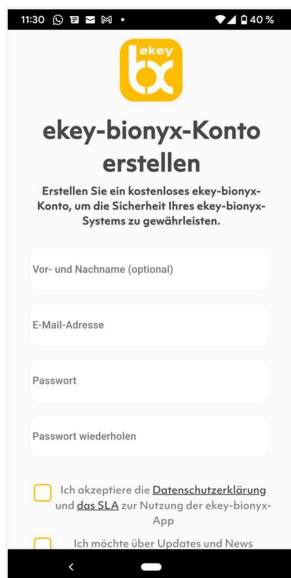 11:30 40 %
ekey
bx
ekey-bionyx-Konto
erstellen
Erstellen Sie ein kostenloses ekey-bionyx-
Konto, um die Sicherheit Ihres ekey-bionyx-
Systems zu gewährleisten.
Vor- und Nachname (optional)
E-Mail-Adresse
Passwort
Passwort wiederholen
Ich akzeptiere die Datenschutzerklärung
und das SLA zur Nutzung der ekey-bionyx-
App
Ich möchte über Updates und News